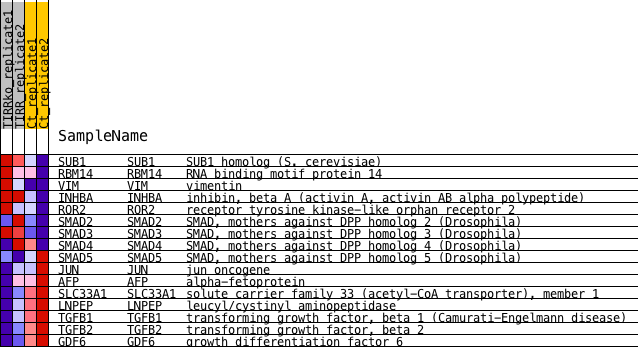 TIRRko_replicate1
TIRR_replicate2
Ct_replicate1
Ct_replicate2
SampleName
SUB1 SUB1 SUB1 homolog (S. cerevisiae)
RBM14 RBM14 RNA binding motif protein 14
VIM VIM vimentin
INHBA INHBA inhibin, beta A (activin A, activin AB alpha polypeptide)
ROR2 ROR2 receptor tyrosine kinase-like orphan receptor 2
SMAD2 SMAD2 SMAD, mothers against DPP homolog 2 (Drosophila)
SMAD3 SMAD3 SMAD, mothers against DPP homolog 3 (Drosophila)
SMAD4 SMAD4 SMAD, mothers against DPP homolog 4 (Drosophila)
SMAD5 SMAD5 SMAD, mothers against DPP homolog 5 (Drosophila)
JUN JUN jun oncogene
AFP AFP alpha-fetoprotein
SLC33A1 SLC33A1 solute carrier family 33 (acetyl-CoA transporter), member 1
LNPEP LNPEP leucyl/cystinyl aminopeptidase
TGFB1 TGFB1 transforming growth factor, beta 1 (Camurati-Engelmann disease)
TGFB2 TGFB2 transforming growth factor, beta 2
GDF6 GDF6 growth differentiation factor 6